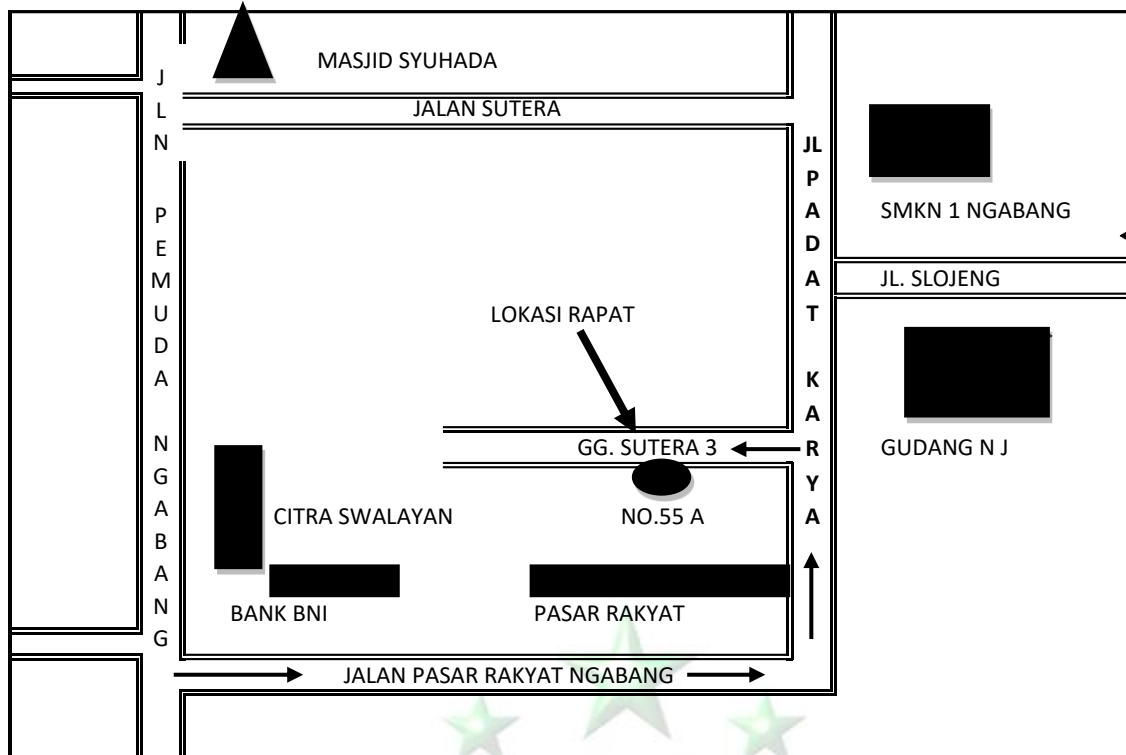 MASJID SYUHADA
JALAN SUTERA
JLN PEMUDA NGABANG
JL PADAT KARYA
SMKN 1 NGABANG
JL. SLOJENG
LOKASI RAPAT
GG. SUTERA 3
GUDANG N J
CITRA SWALAYAN
NO.55 A
BANK BNI
PASAR RAKYAT
JALAN PASAR RAKYAT NGABANG